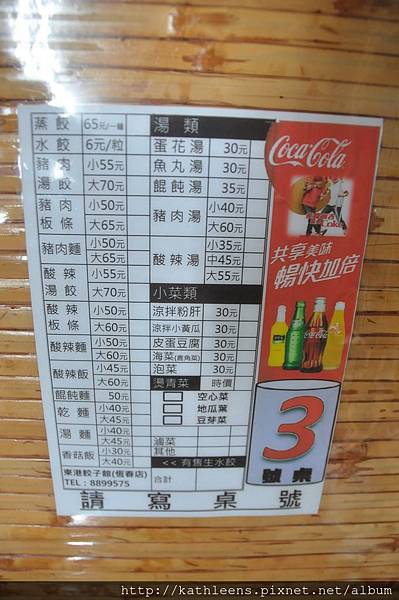 蒸餃 65元/一籠
水餃 6元/粒
豬肉湯餃 小55元
大70元
豬肉板條 小50元
大65元
豬肉麵 小50元
大65元
酸辣湯餃 小55元
大70元
酸辣板條 小50元
大60元
酸辣麵 小50元
大60元
酸辣飯 小45元
大60元
餛飩麵 50元
乾麵 小40元
大45元
湯麵 小40元
大45元
香菇飯 小30元
大40元
東港餃子館(恆春店)
TEL:8899575
湯類
蛋花湯 30元
魚丸湯 30元
餛飩湯 35元
豬肉湯 小40元
大60元
酸辣湯 小35元
中45元
大55元
小菜類
涼拌粉肝 30元
涼拌小黃瓜 30元
皮蛋豆腐 30元
海菜(鹿角菜) 30元
泡菜 30元
燙青菜 時價
空心菜
地瓜葉
豆芽菜
滷菜
其他
<< 有售生水餃
合計
Coca-Cola
共享美味
暢快加倍
3
號桌
請寫桌號
http://kathleens.pixnet.net/album